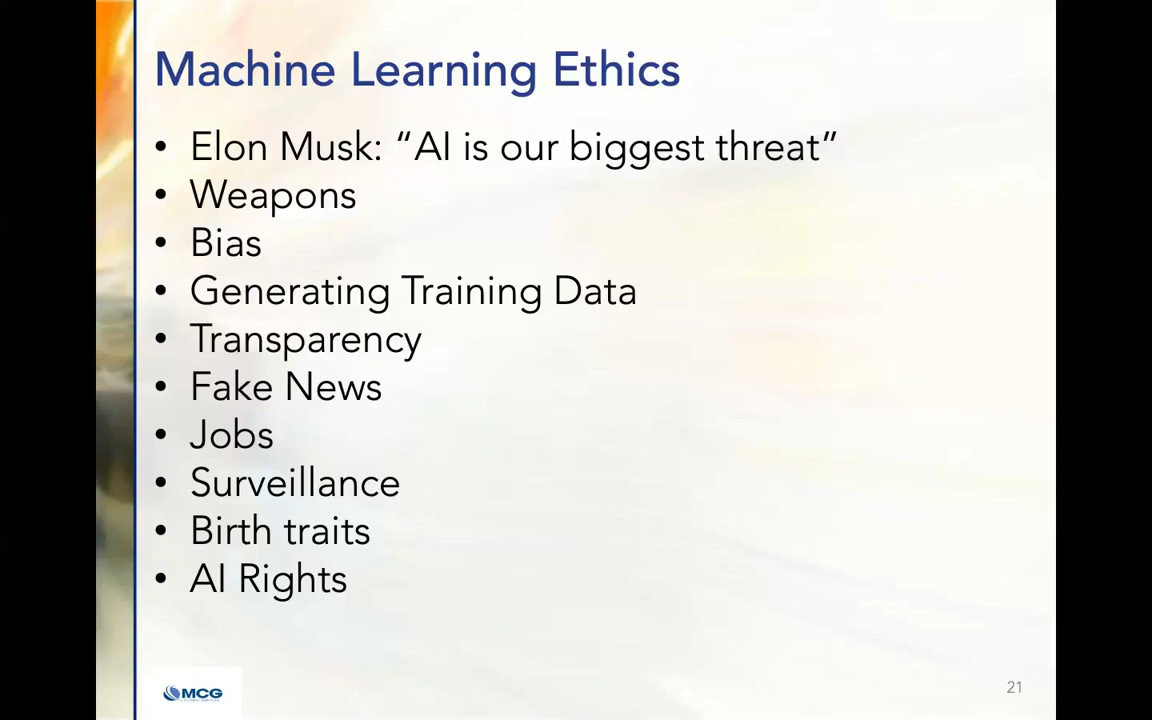 Machine Learning Ethics
• Elon Musk: “AI is our biggest threat”
• Weapons
• Bias
• Generating Training Data
• Transparency
• Fake News
• Jobs
• Surveillance
• Birth traits
• AI Rights
MCG
21